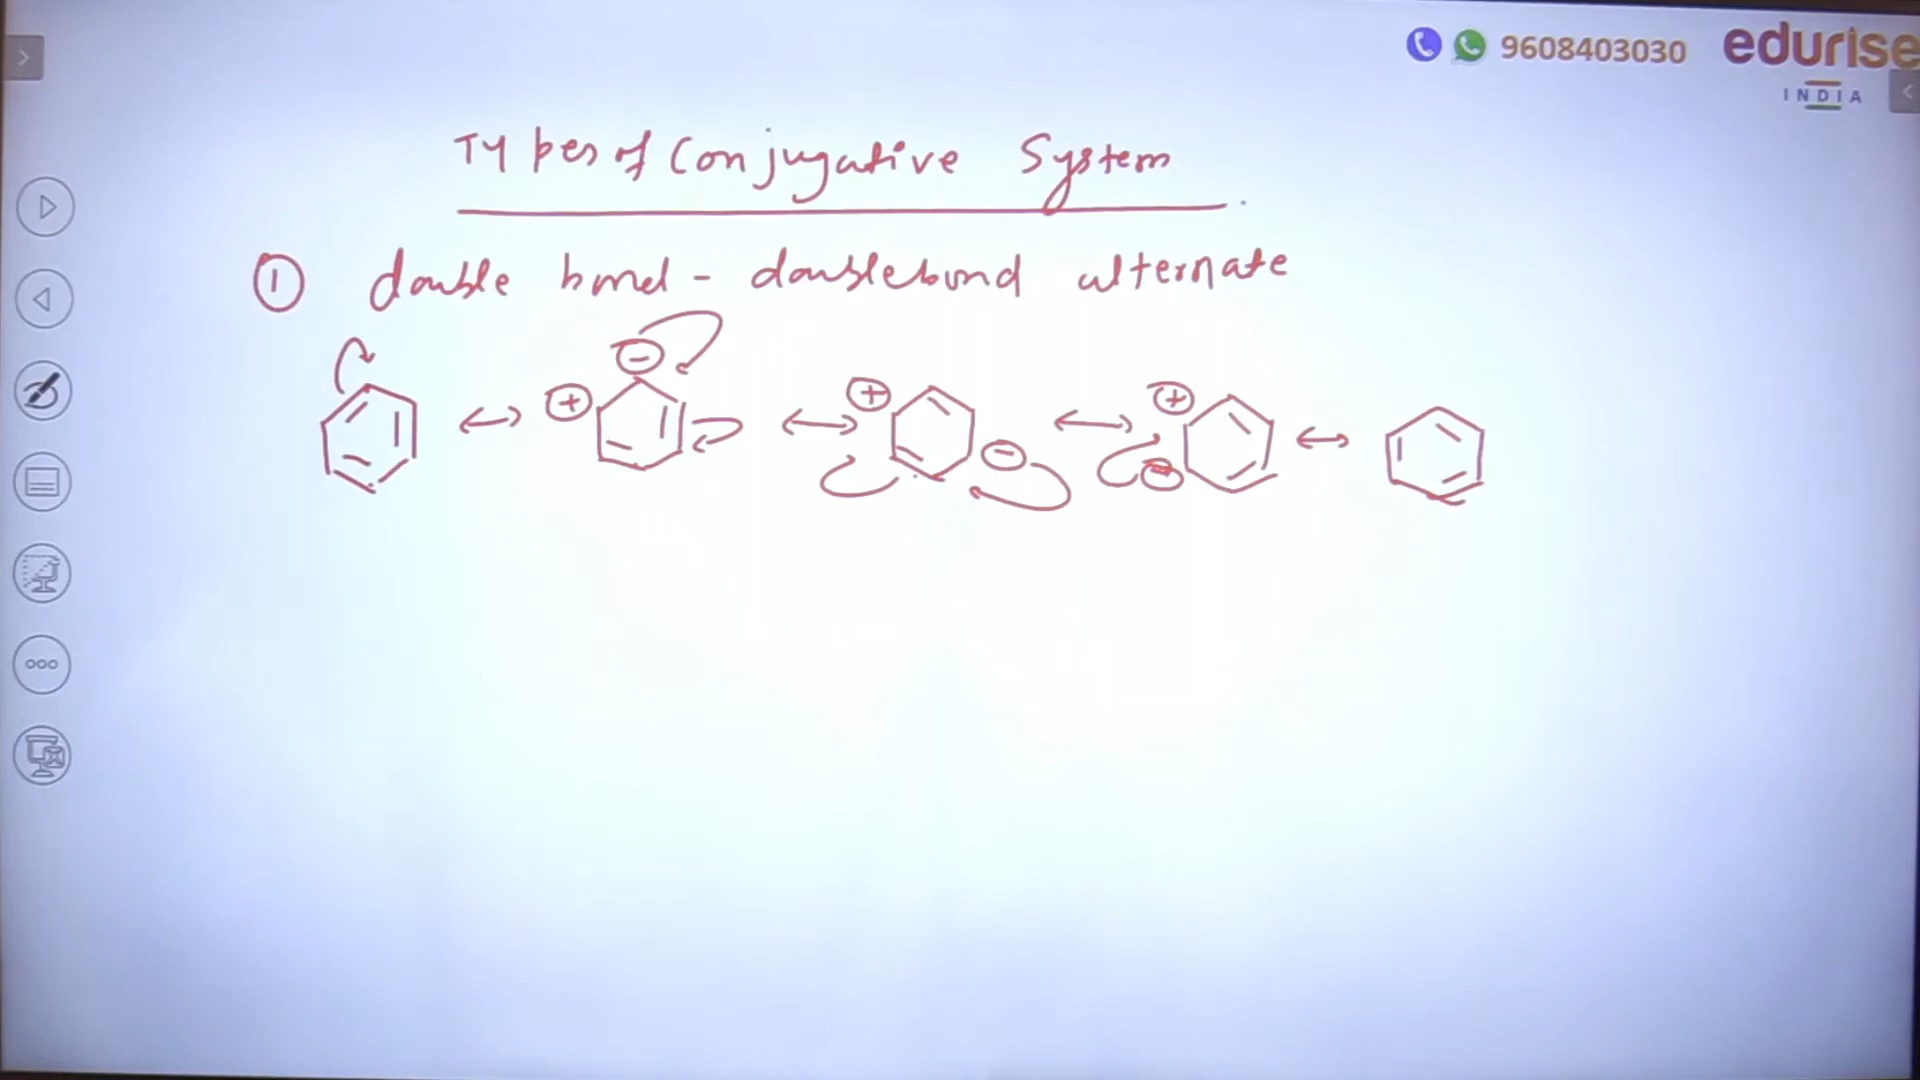 9608403030 edurise
INDIA
Types of Conjugative System
① double bond - doublebond alternate
⊖
⊕ ⊕ ⊕
⊖ ⊖